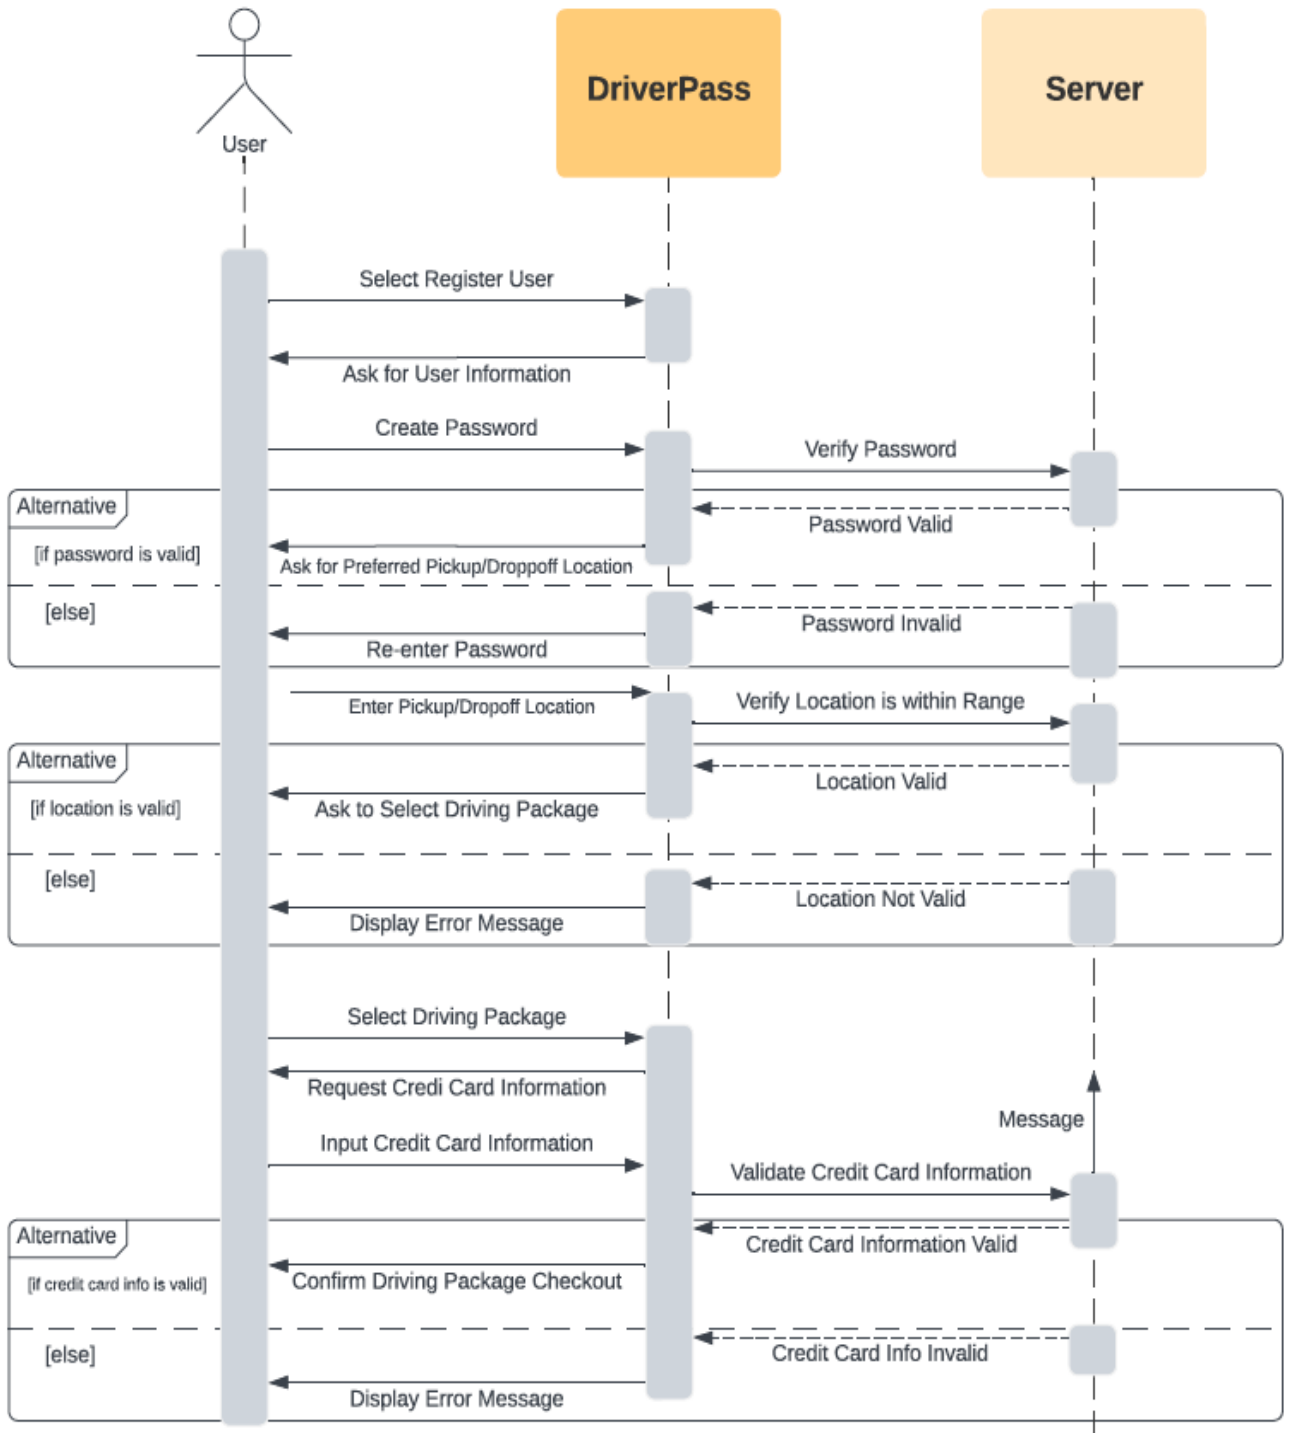 DriverPass
Server
User
Select Register User
Ask for User Information
Create Password
Verify Password
Alternative
Password Valid
[if password is valid]
Ask for Preferred Pickup/Droppoff Location
[else]
Password Invalid
Re-enter Password
Verify Location is within Range
Enter Pickup/Dropoff Location
Alternative
Location Valid
[if location is valid]
Ask to Select Driving Package
[else]
Location Not Valid
Display Error Message
Select Driving Package
Request Credi Card Information
Message
Input Credit Card Information
Validate Credit Card Information
Alternative
Credit Card Information Valid
[if credit card info is valid]
Confirm Driving Package Checkout
[else]
Credit Card Info Invalid
Display Error Message